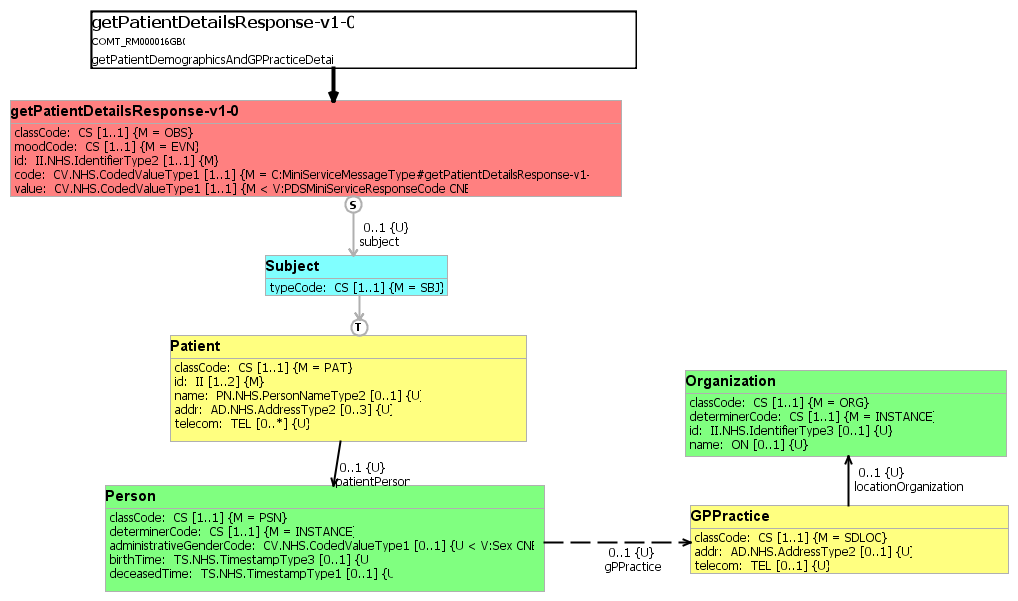 getPatientDetailsResponse-v1-0
COMT_RM000016GB0
getPatientDemographicsAndGPPracticeDetai
getPatientDetailsResponse-v1-0
classCode: CS [1..1] {M = OBS}
moodCode: CS [1..1] {M = EVN}
id: II.NHS.IdentifierType2 [1..1] {M}
code: CV.NHS.CodedValueType1 [1..1] {M = C:MiniServiceMessageType#getPatientDetailsResponse-v1-
value: CV.NHS.CodedValueType1 [1..1] {M < V:PDSMiniServiceResponseCode CNE
S
0..1 {U}
subject
Subject
typeCode: CS [1..1] {M = SBJ}
T
Patient
classCode: CS [1..1] {M = PAT}
id: II [1..2] {M}
name: PN.NHS.PersonNameType2 [0..1] {U}
addr: AD.NHS.AddressType2 [0..3] {U}
telecom: TEL [0..*] {U}
0..1 {U}
patientPerson
Person
classCode: CS [1..1] {M = PSN}
determinerCode: CS [1..1] {M = INSTANCE}
administrativeGenderCode: CV.NHS.CodedValueType1 [0..1] {U < V:Sex CNE
birthTime: TS.NHS.TimestampType3 [0..1] {U
deceasedTime: TS.NHS.TimestampType1 [0..1] {U
0..1 {U}
gPPractice
Organization
classCode: CS [1..1] {M = ORG}
determinerCode: CS [1..1] {M = INSTANCE}
id: II.NHS.IdentifierType3 [0..1] {U}
name: ON [0..1] {U}
0..1 {U}
locationOrganization
GPPractice
classCode: CS [1..1] {M = SDLOC}
addr: AD.NHS.AddressType2 [0..1] {U}
telecom: TEL [0..1] {U}